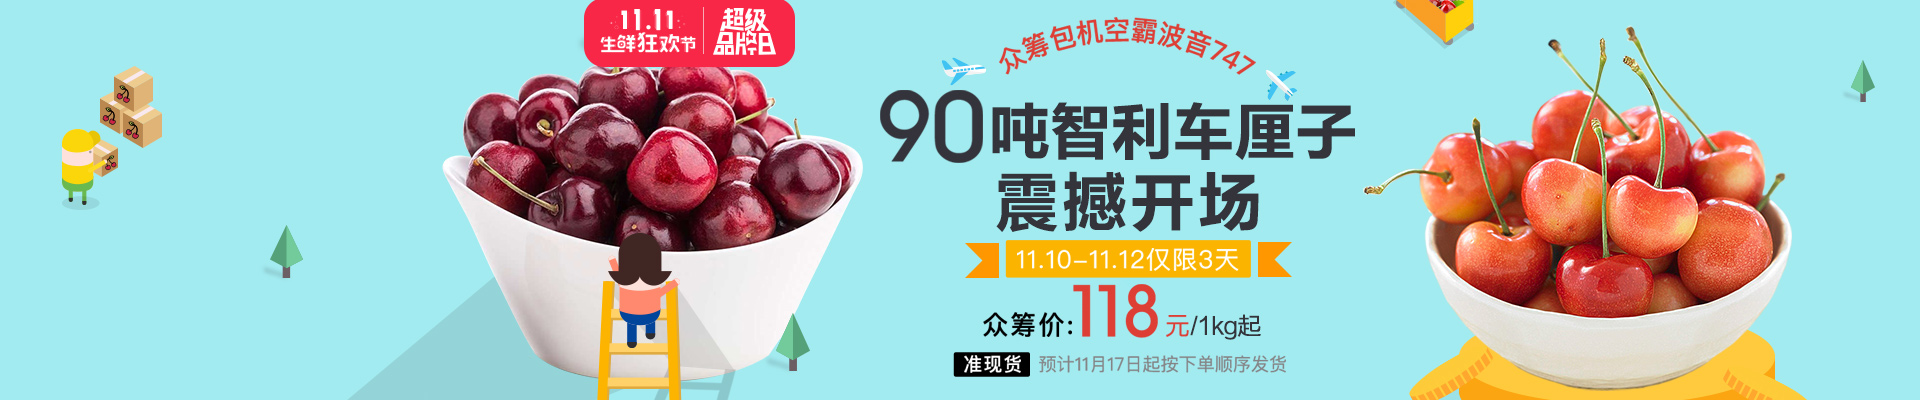 11.11
生鲜狂欢节
超级
品牌日
众筹包机空霸波音747
90吨智利车厘子
震撼开场
11.10-11.12仅限3天
众筹价:118元/1kg起
准现货 预计11月17日起按下单顺序发货